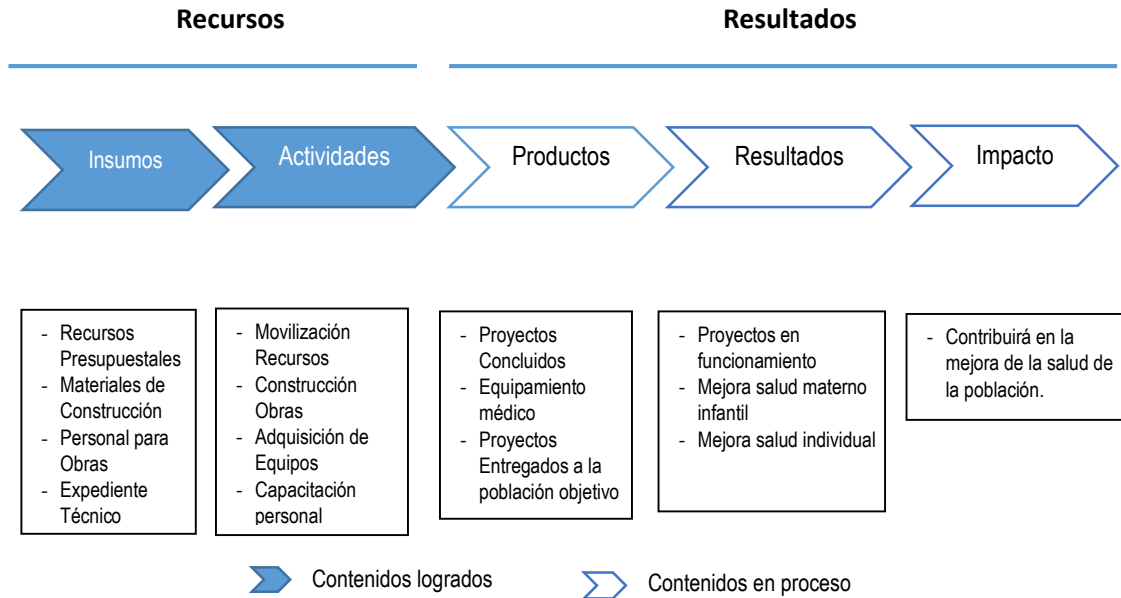 Recursos
Resultados
Insumos
Actividades
Productos
Resultados
Impacto
- Recursos
Presupuestales
- Materiales de
Construcción
- Personal para
Obras
- Expediente
Técnico
- Movilización
Recursos
- Construcción
Obras
- Adquisición de
Equipos
- Capacitación
personal
- Proyectos
Concluidos
- Equipamiento
médico
- Proyectos
Entregados a la
población objetivo
- Proyectos en
funcionamiento
- Mejora salud materno
infantil
- Mejora salud individual
- Contribuirá en la
mejora de la salud de
la población.
Contenidos logrados
Contenidos en proceso